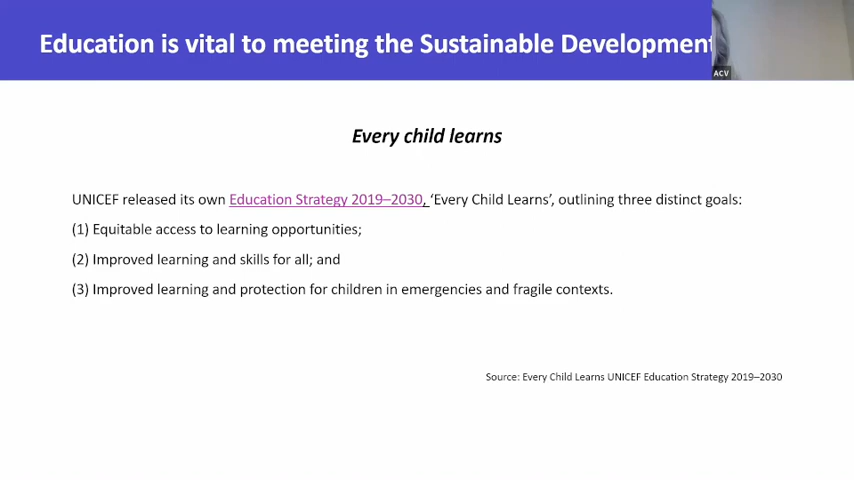 Education is vital to meeting the Sustainable Development
ACV
Every child learns
UNICEF released its own Education Strategy 2019–2030, ‘Every Child Learns’, outlining three distinct goals:
(1) Equitable access to learning opportunities;
(2) Improved learning and skills for all; and
(3) Improved learning and protection for children in emergencies and fragile contexts.
Source: Every Child Learns UNICEF Education Strategy 2019–2030